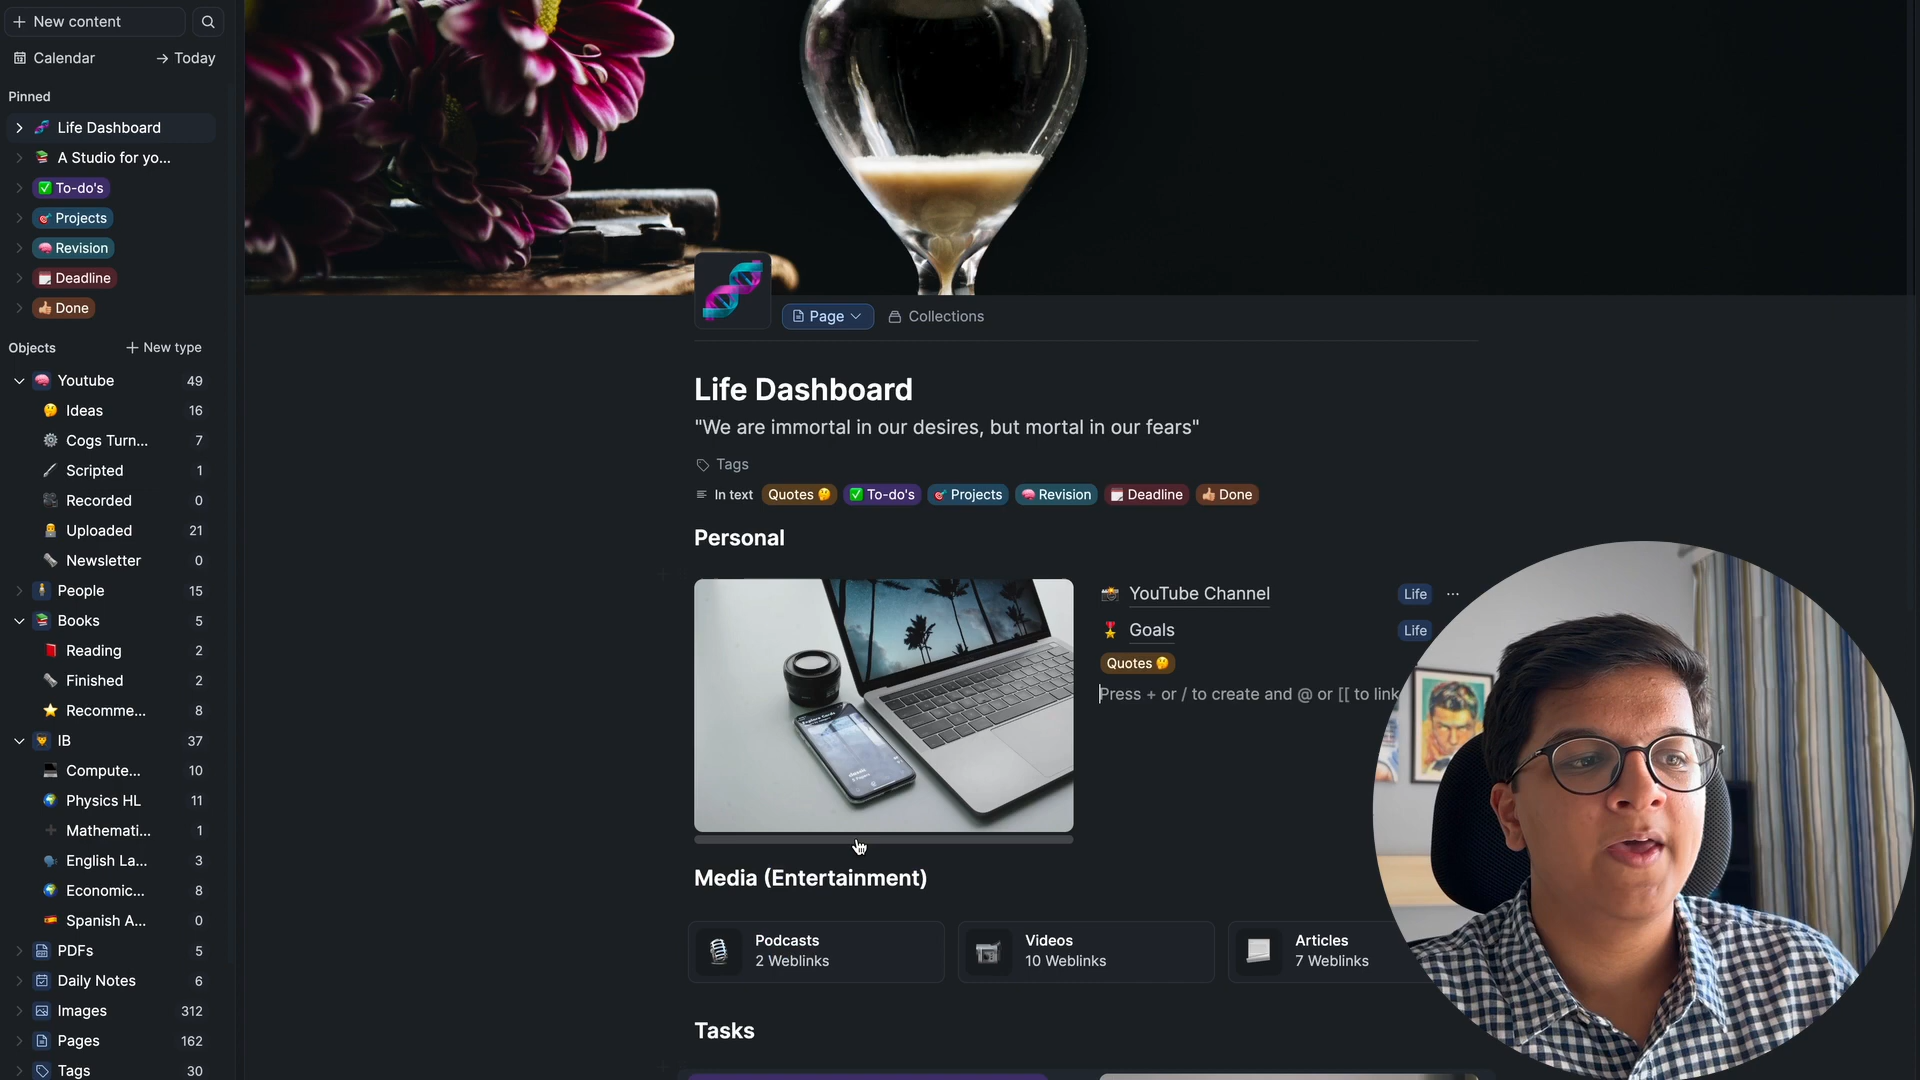 New content
Calendar
Today
Pinned
Life Dashboard
A Studio for yo...
To-do's
Projects
Revision
Deadline
Done
Objects
New type
Youtube 49
Ideas 16
Cogs Turn... 7
Scripted 1
Recorded 0
Uploaded 21
Newsletter 0
People 15
Books 5
Reading 2
Finished 2
Recomme... 8
IB 37
Compute... 10
Physics HL 11
Mathemati... 1
English La... 3
Economic... 8
Spanish A... 0
PDFs 5
Daily Notes 6
Images 312
Pages 162
Tags 30
Page
Collections
Life Dashboard
"We are immortal in our desires, but mortal in our fears"
Tags
In text Quotes To-do's Projects Revision Deadline Done
Personal
YouTube Channel Life
Goals Life
Quotes
Press + or / to create and @ or [[ to link
Media (Entertainment)
Podcasts
2 Weblinks
Videos
10 Weblinks
Articles
7 Weblinks
Tasks